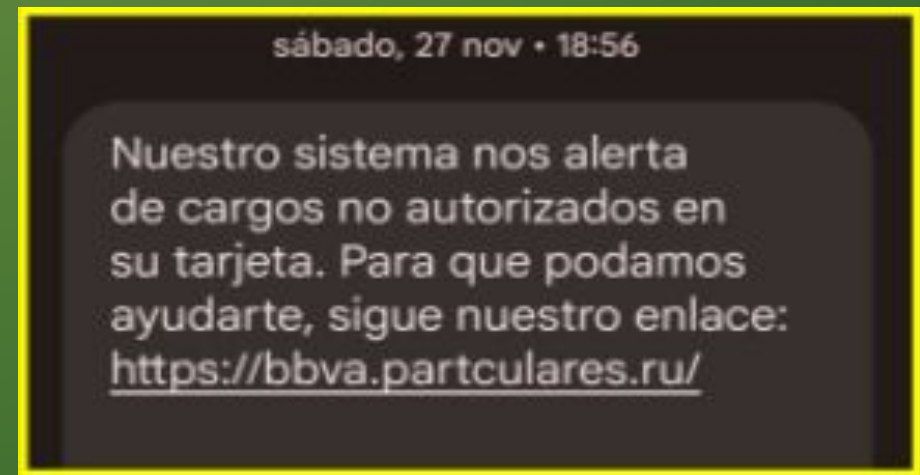 sábado, 27 nov • 18:56
Nuestro sistema nos alerta
de cargos no autorizados en
su tarjeta. Para que podamos
ayudarte, sigue nuestro enlace:
https://bbva.partculares.ru/